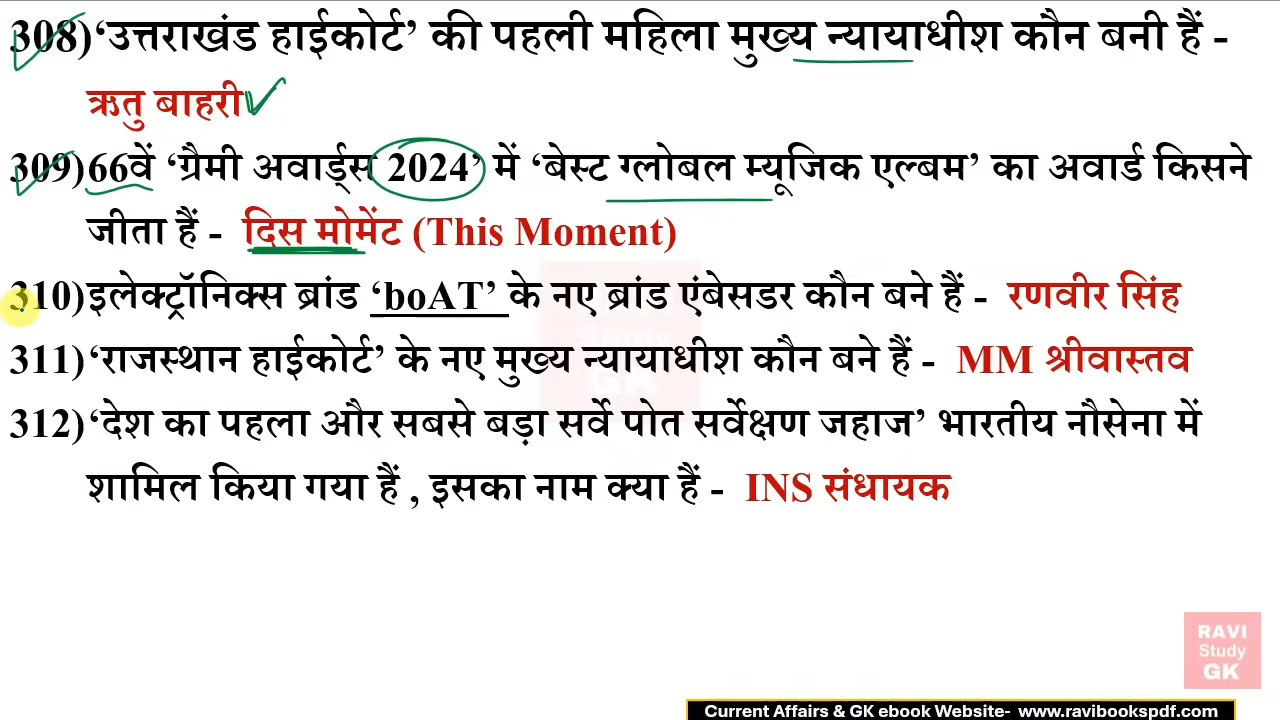 308)‘उत्तराखंड हाईकोर्ट’ की पहली महिला मुख्य न्यायाधीश कौन बनी हैं -
ऋतु बाहरी
309)66वें ‘ग्रैमी अवार्ड्स 2024’ में ‘बेस्ट ग्लोबल म्यूजिक एल्बम’ का अवार्ड किसने
जीता हैं - दिस मोमेंट (This Moment)
310)इलेक्ट्रॉनिक्स ब्रांड ‘boAT’ के नए ब्रांड एंबेसडर कौन बने हैं - रणवीर सिंह
311)‘राजस्थान हाईकोर्ट’ के नए मुख्य न्यायाधीश कौन बने हैं - MM श्रीवास्तव
312)‘देश का पहला और सबसे बड़ा सर्वे पोत सर्वेक्षण जहाज’ भारतीय नौसेना में
शामिल किया गया हैं , इसका नाम क्या हैं - INS संधायक
RAVI
Study
GK
Current Affairs & GK ebook Website- www.ravibookspdf.com